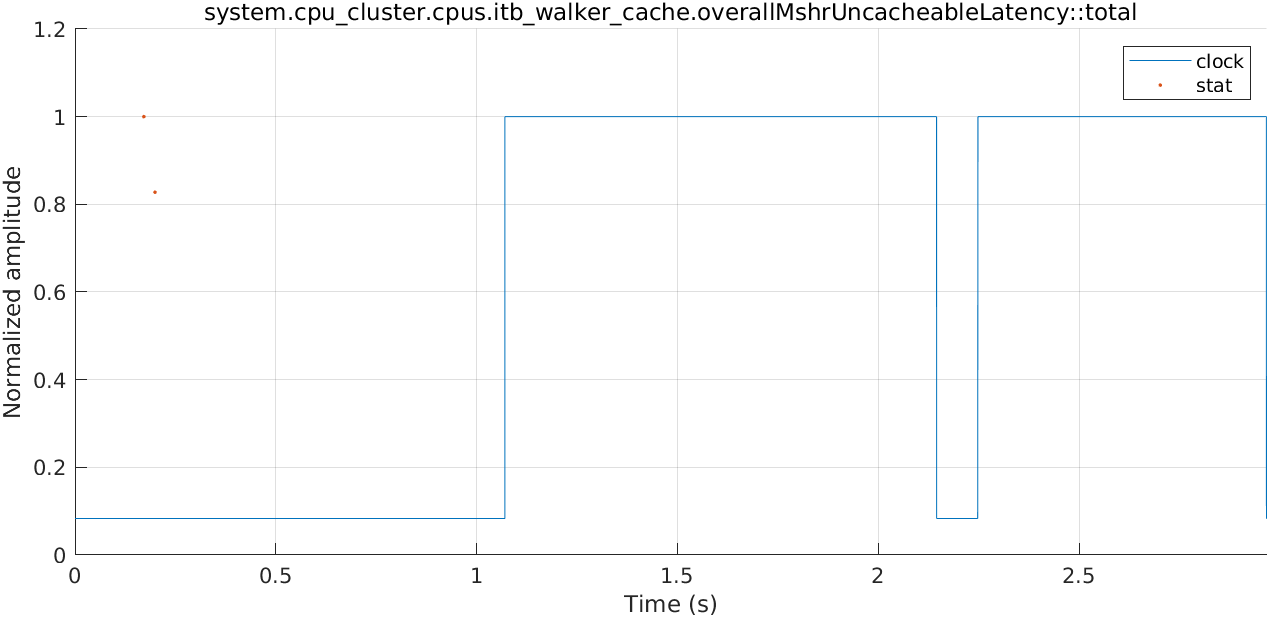 system.cpu_cluster.cpus.itb_walker_cache.overallMshrUncacheableLatency::total
1.2
1
0.8
0.6
0.4
0.2
0
Normalized amplitude
clock
stat
0
0.5
1
1.5
2
2.5
Time (s)